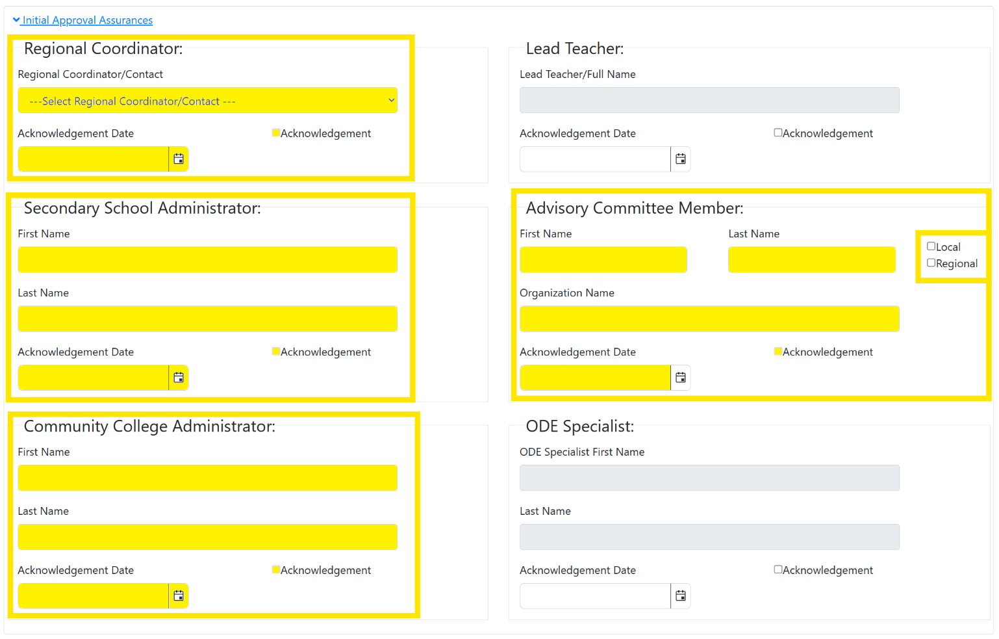 Initial Approval Assurances
Regional Coordinator:
Regional Coordinator/Contact
---Select Regional Coordinator/Contact ---
Acknowledgement Date
Acknowledgement
Lead Teacher:
Lead Teacher/Full Name
Acknowledgement Date
Acknowledgement
Secondary School Administrator:
First Name
Last Name
Acknowledgement Date
Acknowledgement
Advisory Committee Member:
First Name
Last Name
Local
Regional
Organization Name
Acknowledgement Date
Acknowledgement
Community College Administrator:
First Name
Last Name
Acknowledgement Date
Acknowledgement
ODE Specialist:
ODE Specialist First Name
Last Name
Acknowledgement Date
Acknowledgement